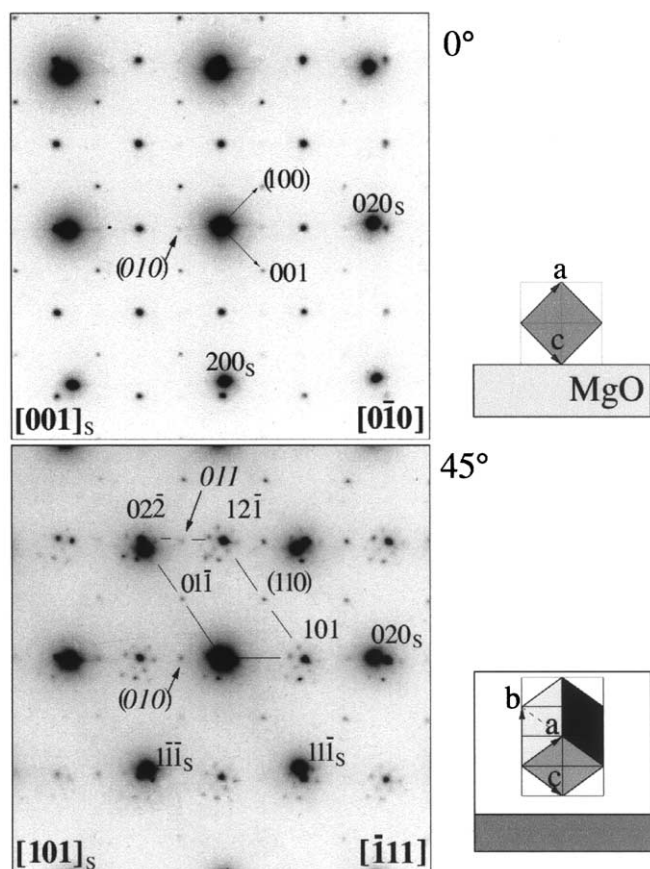 0°
(100)
020s
(010)
001
200s
[001]s [01̅0]
a
c
MgO
45°
022̅ 011 121̅
011̅ (110)
101 020s
(010)
11̅1̅s 111̅s
[101]s [1̅11]
b
a
c